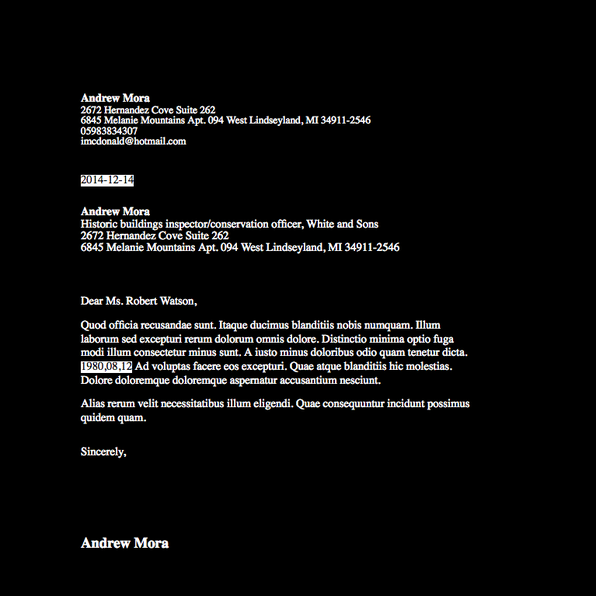 Andrew Mora
2672 Hernandez Cove Suite 262
6845 Melanie Mountains Apt. 094 West Lindseyland, MI 34911-2546
05983834307
imcdonald@hotmail.com
2014-12-14
Andrew Mora
Historic buildings inspector/conservation officer, White and Sons
2672 Hernandez Cove Suite 262
6845 Melanie Mountains Apt. 094 West Lindseyland, MI 34911-2546
Dear Ms. Robert Watson,
Quod officia recusandae sunt. Itaque ducimus blanditiis nobis numquam. Illum
laborum sed excepturi rerum dolorum omnis dolore. Distinctio minima optio fuga
modi illum consectetur minus sunt. A iusto minus doloribus odio quam tenetur dicta.
1980,08,12 Ad voluptas facere eos excepturi. Quae atque blanditiis hic molestias.
Dolore doloremque doloremque aspernatur accusantium nesciunt.
Alias rerum velit necessitatibus illum eligendi. Quae consequuntur incidunt possimus
quidem quam.
Sincerely,
Andrew Mora